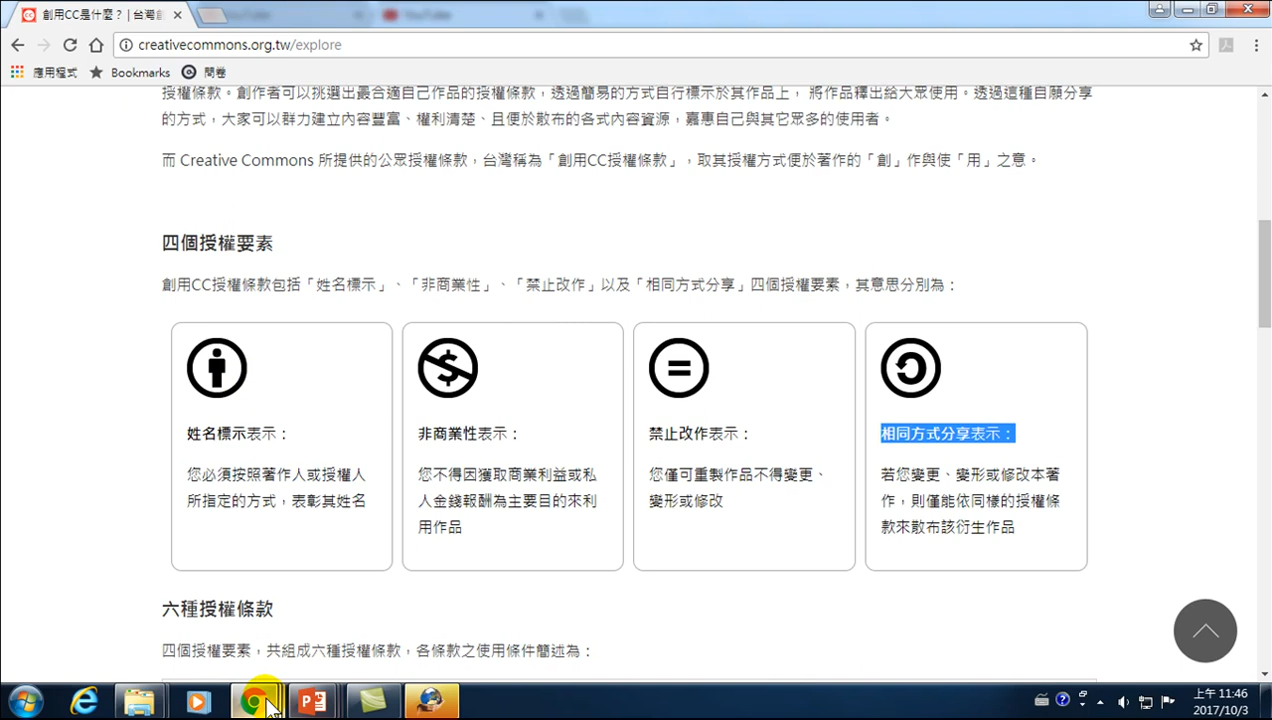 創用CC是什麼？ | 台灣創
YouTube
YouTube
creativecommons.org.tw/explore
應用程式
Bookmarks
問卷
授權條款。創作者可以挑選出最合適自己作品的授權條款，透過簡易的方式自行標示於其作品上， 將作品釋出給大眾使用。透過這種自願分享
的方式，大家可以群力建立內容豐富、權利清楚、且便於散布的各式內容資源，嘉惠自己與其它眾多的使用者。
而 Creative Commons 所提供的公眾授權條款，台灣稱為「創用CC授權條款」，取其授權方式便於著作的「創」作與使「用」之意。
四個授權要素
創用CC授權條款包括「姓名標示」、「非商業性」、「禁止改作」以及「相同方式分享」四個授權要素，其意思分別為：
姓名標示表示：
您必須按照著作人或授權人
所指定的方式，表彰其姓名
非商業性表示：
您不得因獲取商業利益或私
人金錢報酬為主要目的來利
用作品
禁止改作表示：
您僅可重製作品不得變更、
變形或修改
相同方式分享表示：
若您變更、變形或修改本著
作，則僅能依同樣的授權條
款來散布該衍生作品
六種授權條款
四個授權要素，共組成六種授權條款，各條款之使用條件簡述為：
上午 11:46
2017/10/3